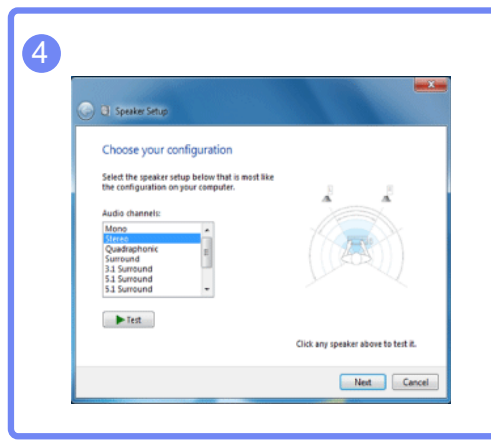 4
Speaker Setup
Choose your configuration
Select the speaker setup below that is most like
the configuration on your computer.
Audio channels:
Mono
Stereo
Quadraphonic
Surround
3.1 Surround
5.1 Surround
5.1 Surround
Test
Click any speaker above to test it.
Next
Cancel